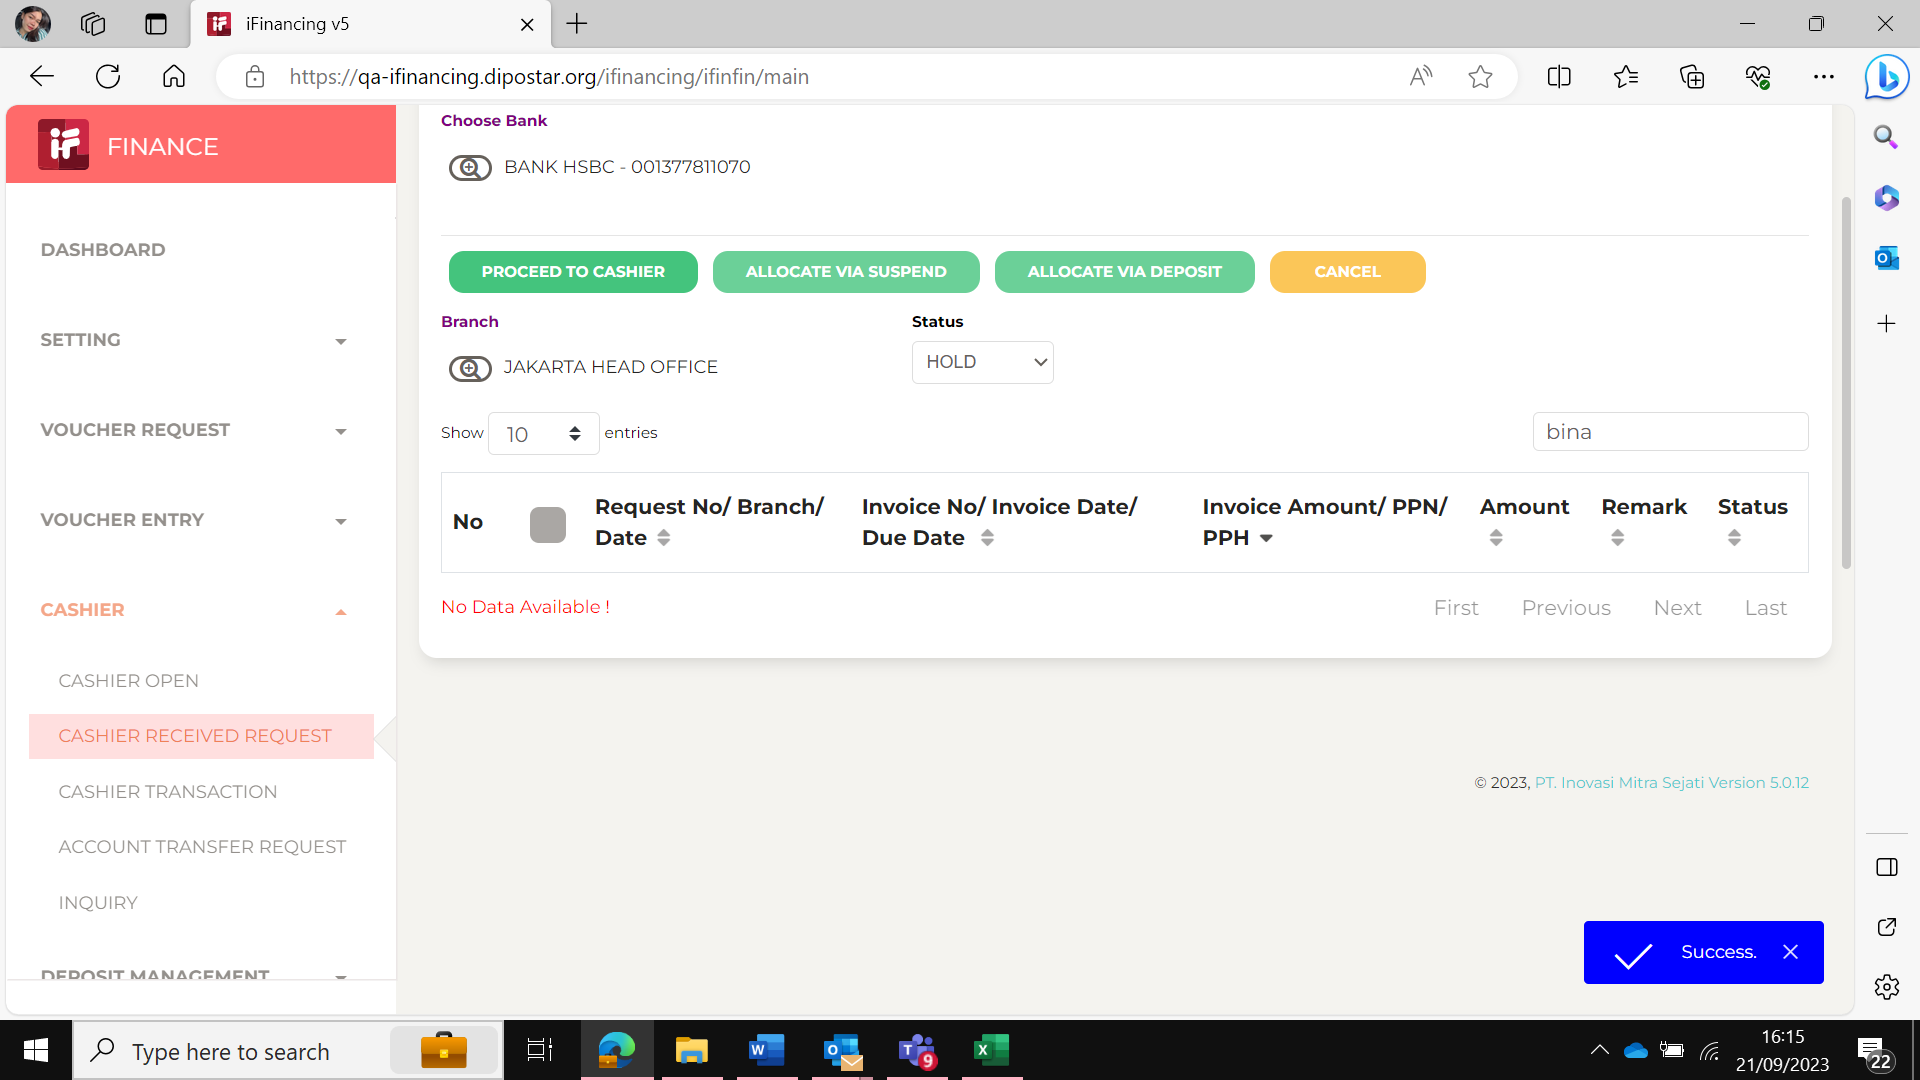 iFinancing v5
https://qa-ifinancing.dipostar.org/ifinancing/ifinfin/main
iF FINANCE
DASHBOARD
SETTING
VOUCHER REQUEST
VOUCHER ENTRY
CASHIER
CASHIER OPEN
CASHIER RECEIVED REQUEST
CASHIER TRANSACTION
ACCOUNT TRANSFER REQUEST
INQUIRY
DEPOSIT MANAGEMENT
Choose Bank
BANK HSBC - 001377811070
PROCEED TO CASHIER ALLOCATE VIA SUSPEND ALLOCATE VIA DEPOSIT CANCEL
Branch Status
JAKARTA HEAD OFFICE HOLD
Show 10 entries bina
No Request No/ Branch/ Date Invoice No/ Invoice Date/ Due Date Invoice Amount/ PPN/ PPH Amount Remark Status
No Data Available ! First Previous Next Last
© 2023, PT. Inovasi Mitra Sejati Version 5.0.12
Success.
Type here to search
9
16:15
21/09/2023
22